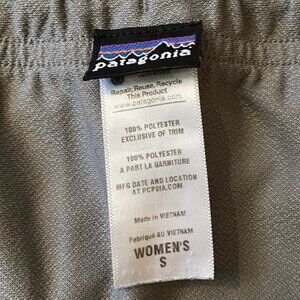 patagonia
INITIATIVE
Repair, Reuse, Recycle
This Product
www.patagonia.com
100% POLYESTER
EXCLUSIVE OF TRIM
100% POLYESTER
A PART LA GARNITURE
MFG DATE AND LOCATION
AT PCPSIA.COM
Made in VIETNAM
Fabriqué AU VIETNAM
WOMEN'S
S